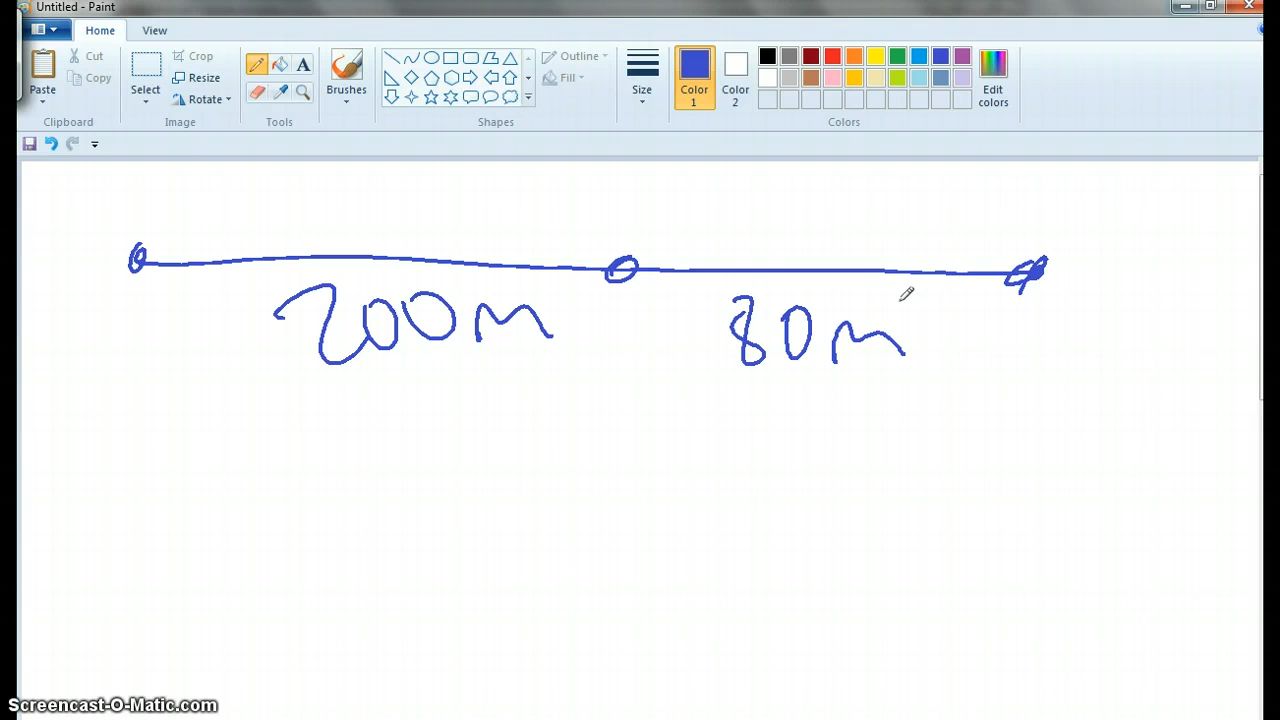 Untitled - Paint
Home View
Paste
Cut
Copy
Clipboard
Select
Crop
Resize
Rotate
Image
A
Tools
Brushes
Outline
Fill
Shapes
Size
Color 1
Color 2
Edit colors
Colors
200m 80m
Screencast-O-Matic.com